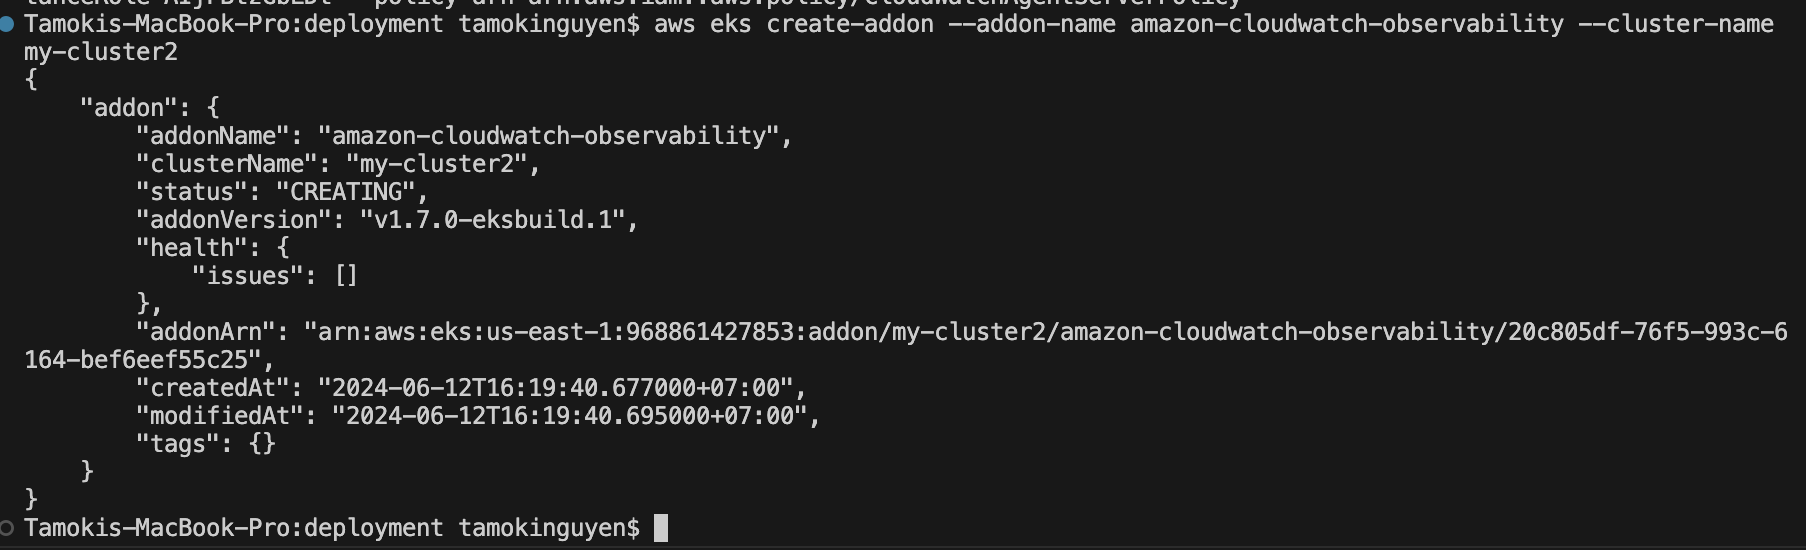 Tamokis-MacBook-Pro:deployment tamokinguyen$ aws eks create-addon --addon-name amazon-cloudwatch-observability --cluster-name
my-cluster2
{
    "addon": {
        "addonName": "amazon-cloudwatch-observability",
        "clusterName": "my-cluster2",
        "status": "CREATING",
        "addonVersion": "v1.7.0-eksbuild.1",
        "health": {
            "issues": []
        },
        "addonArn": "arn:aws:eks:us-east-1:968861427853:addon/my-cluster2/amazon-cloudwatch-observability/20c805df-76f5-993c-6
164-bef6eef55c25",
        "createdAt": "2024-06-12T16:19:40.677000+07:00",
        "modifiedAt": "2024-06-12T16:19:40.695000+07:00",
        "tags": {}
    }
}
Tamokis-MacBook-Pro:deployment tamokinguyen$